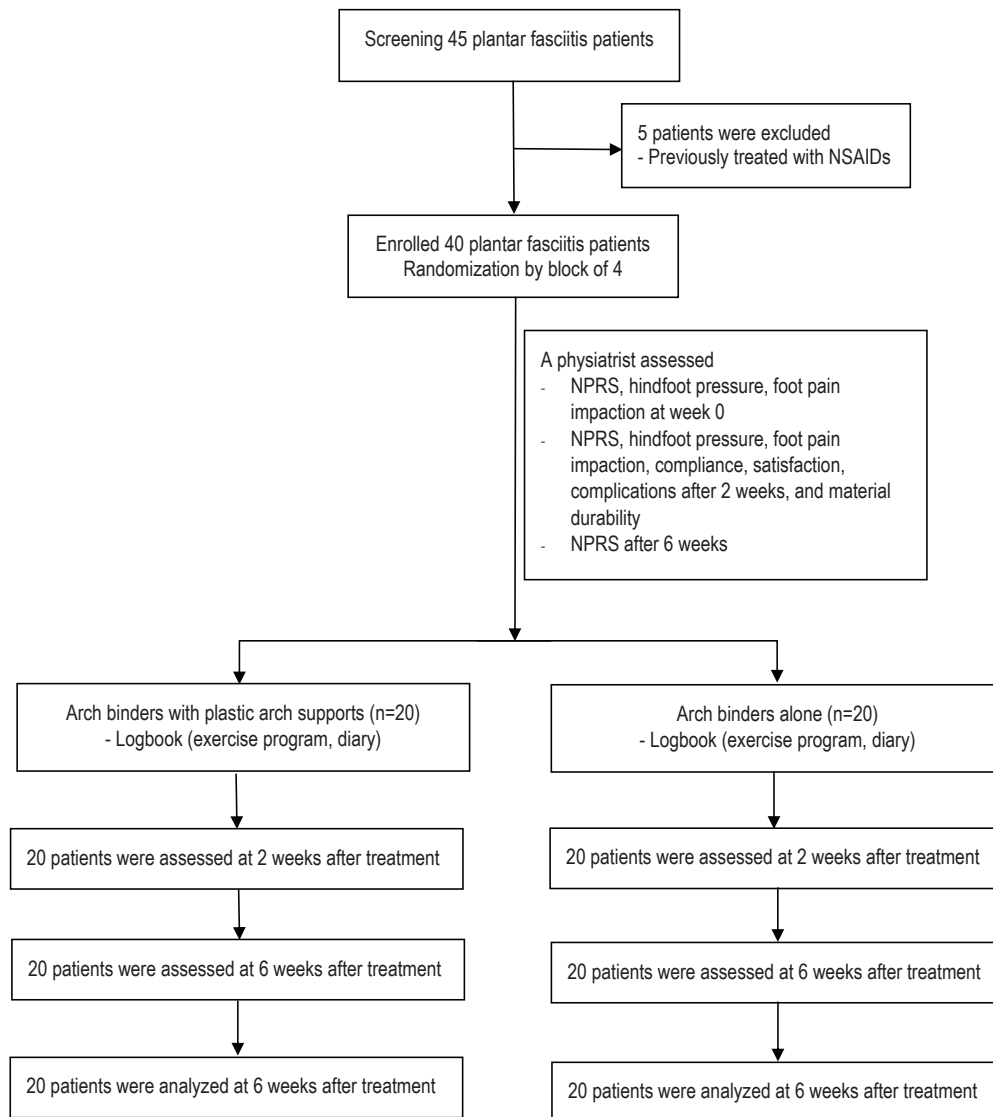 Screening 45 plantar fasciitis patients
5 patients were excluded
- Previously treated with NSAIDs
Enrolled 40 plantar fasciitis patients
Randomization by block of 4
A physiatrist assessed
- NPRS, hindfoot pressure, foot pain
impaction at week 0
- NPRS, hindfoot pressure, foot pain
impaction, compliance, satisfaction,
complications after 2 weeks, and material
durability
- NPRS after 6 weeks
Arch binders with plastic arch supports (n=20)
- Logbook (exercise program, diary)
Arch binders alone (n=20)
- Logbook (exercise program, diary)
20 patients were assessed at 2 weeks after treatment
20 patients were assessed at 2 weeks after treatment
20 patients were assessed at 6 weeks after treatment
20 patients were assessed at 6 weeks after treatment
20 patients were analyzed at 6 weeks after treatment
20 patients were analyzed at 6 weeks after treatment